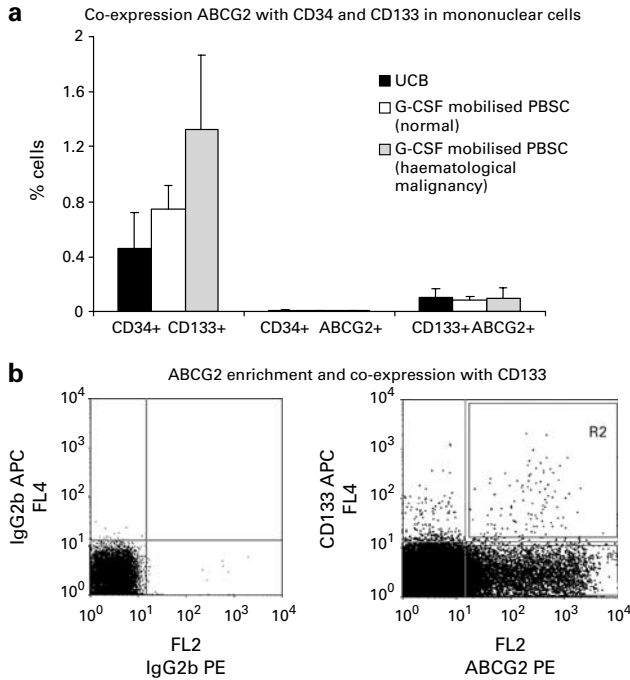 a
Co-expression ABCG2 with CD34 and CD133 in mononuclear cells
% cells
2
1.6
1.2
0.8
0.4
0
UCB
G-CSF mobilised PBSC
(normal)
G-CSF mobilised PBSC
(haematological
malignancy)
CD34+ CD133+
CD34+ ABCG2+
CD133+ABCG2+
b
ABCG2 enrichment and co-expression with CD133
IgG2b APC
FL4
10⁴
10³
10²
10¹
10⁰
10⁰ 10¹ 10² 10³ 10⁴
FL2
IgG2b PE
CD133 APC
FL4
10⁴
10³
10²
10¹
10⁰
R2
10⁰ 10¹ 10² 10³ 10⁴
FL2
ABCG2 PE